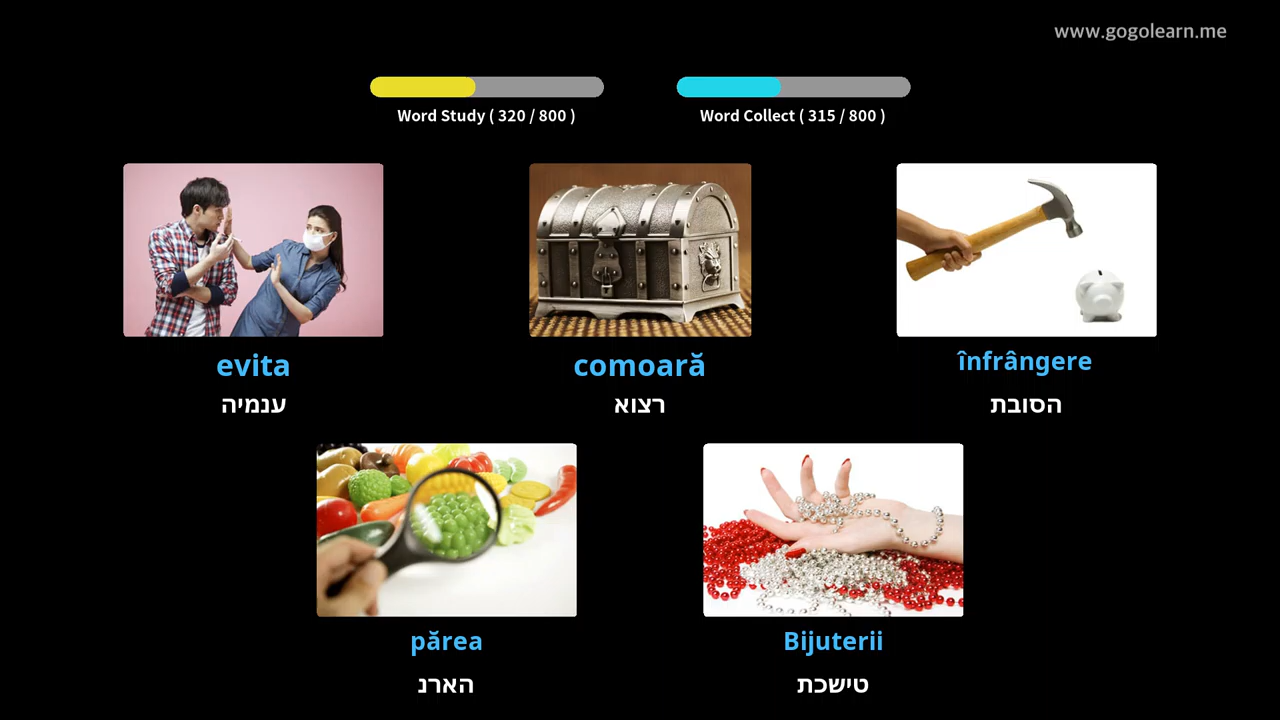 www.gogolearn.me
Word Study ( 320 / 800 )
Word Collect ( 315 / 800 )
evita
comoară
înfrângere
ענמיה
רצוא
הסובת
părea
Bijuterii
הארנ
טישכת